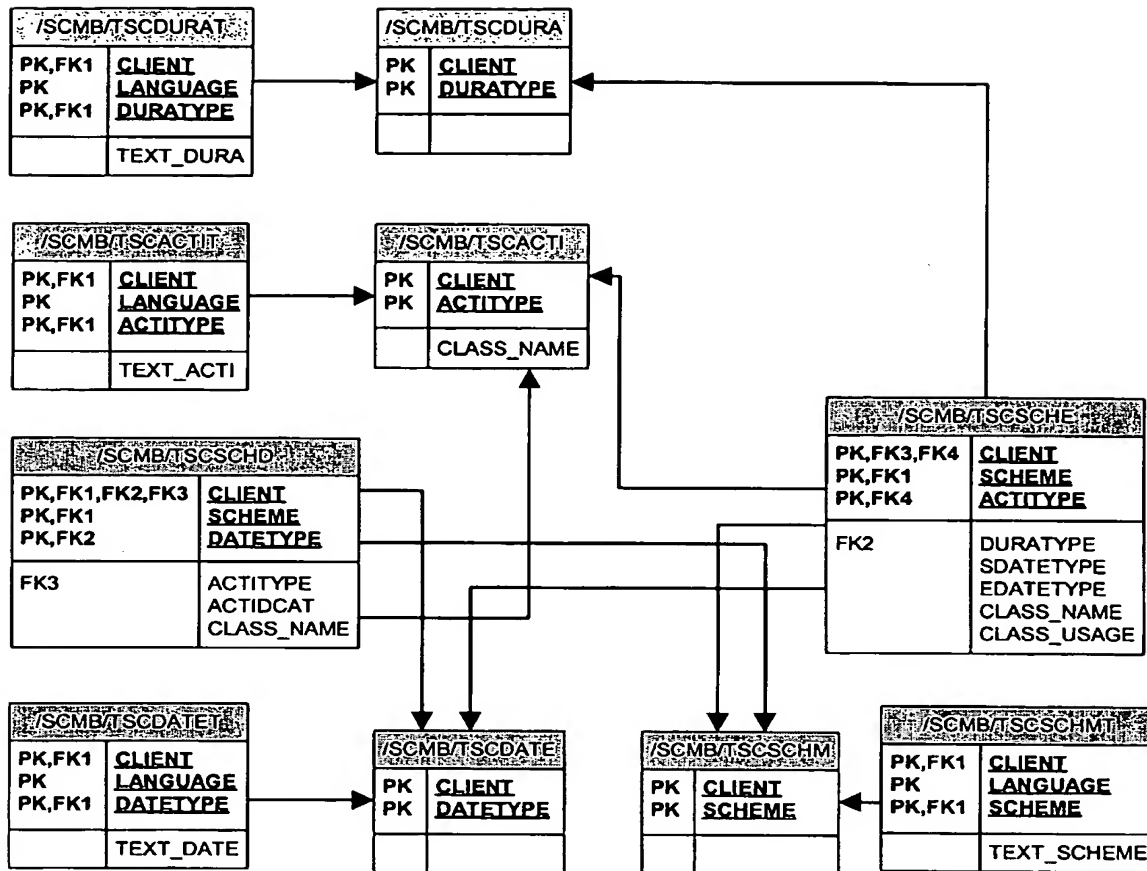 /SCMB/TSCDURAT
PK,FK1 CLIENT
PK LANGUAGE
PK,FK1 DURATYPE
TEXT_DURA
/SCMB/TSCDURA
PK CLIENT
PK DURATYPE
/SCMB/TSCACTIT
PK,FK1 CLIENT
PK LANGUAGE
PK,FK1 ACTITYPE
TEXT_ACTI
/SCMB/TSCACTI
PK CLIENT
PK ACTITYPE
CLASS_NAME
/SCMB/TSCSCHD
PK,FK1,FK2,FK3 CLIENT
PK,FK1 SCHEME
PK,FK2 DATETYPE
FK3 ACTITYPE
ACTIDCAT
CLASS_NAME
/SCMB/TSCSCHE
PK,FK3,FK4 CLIENT
PK,FK1 SCHEME
PK,FK4 ACTITYPE
FK2 DURATYPE
SDATETYPE
EDATETYPE
CLASS_NAME
CLASS_USAGE
/SCMB/TSCDATET
PK,FK1 CLIENT
PK LANGUAGE
PK,FK1 DATETYPE
TEXT_DATE
/SCMB/TSCDATE
PK CLIENT
PK DATETYPE
/SCMB/TSCSCHM
PK CLIENT
PK SCHEME
/SCMB/TSCSCHMT
PK,FK1 CLIENT
PK LANGUAGE
PK,FK1 SCHEME
TEXT_SCHEME